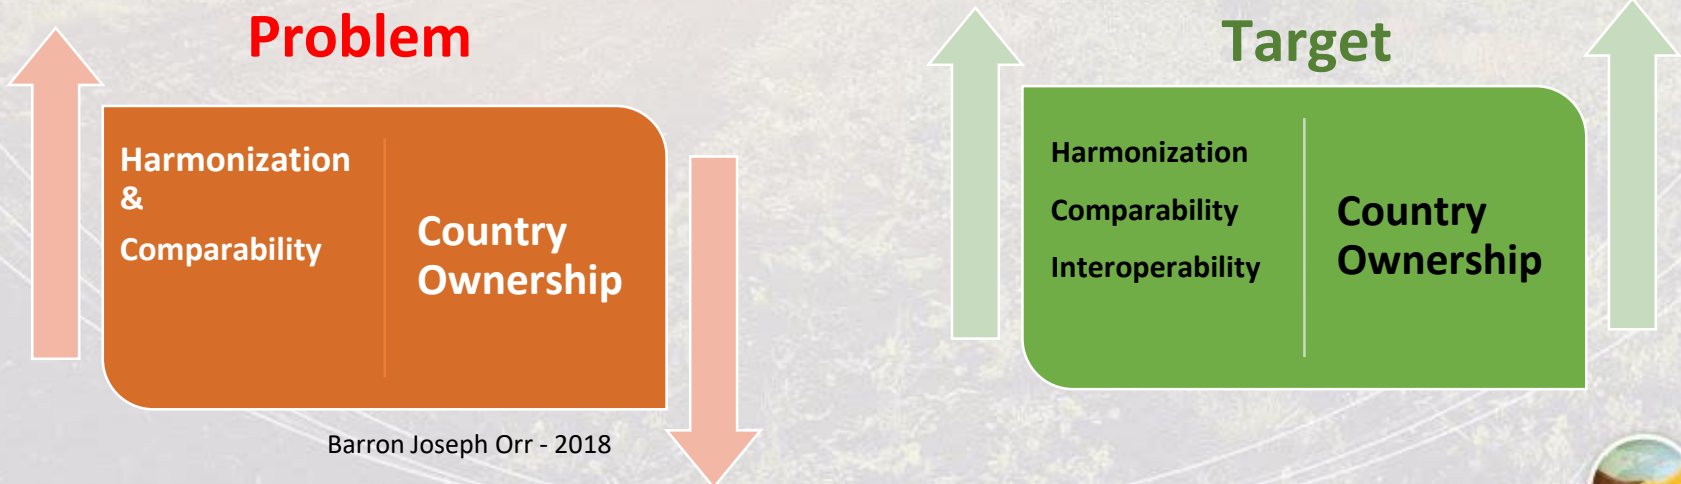 Problem
Harmonization
&
Comparability
Country
Ownership
Barron Joseph Orr - 2018
Target
Harmonization
Comparability
Interoperability
Country
Ownership